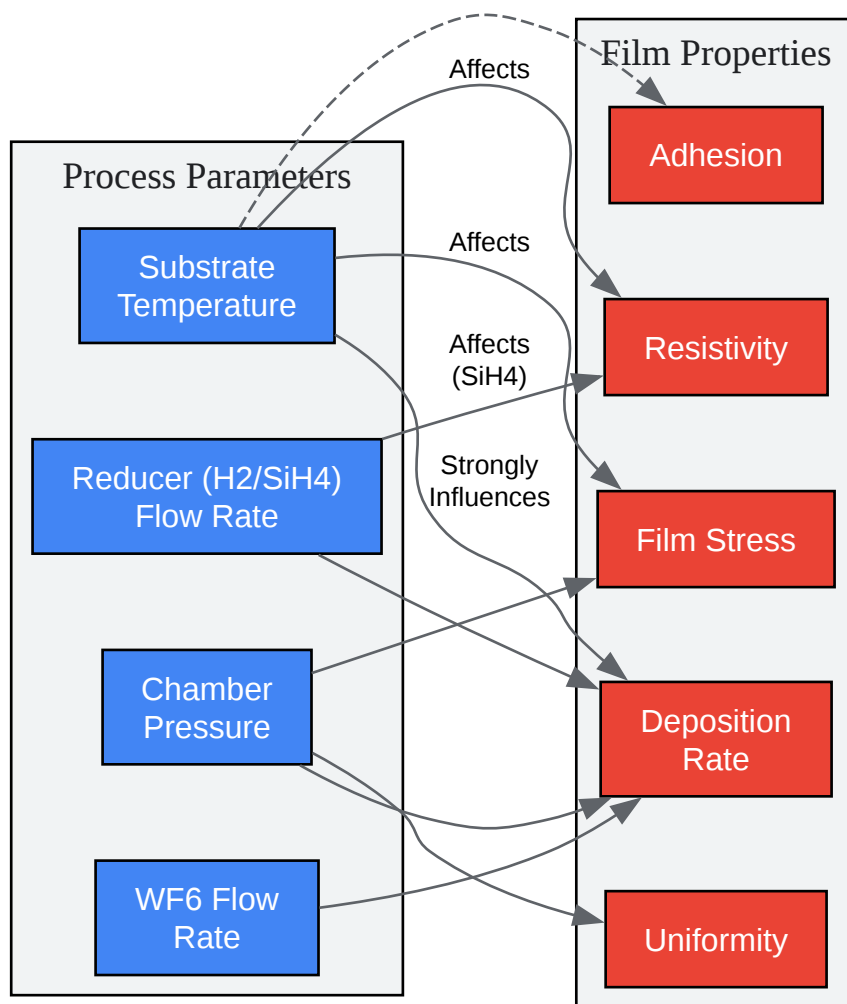 Film Properties
Affects
Adhesion
Process Parameters
Substrate
Temperature
Affects
Resistivity
Affects
(SiH4)
Reducer (H2/SiH4)
Flow Rate
Strongly
Influences
Film Stress
Chamber
Pressure
Deposition
Rate
WF6 Flow
Rate
Uniformity